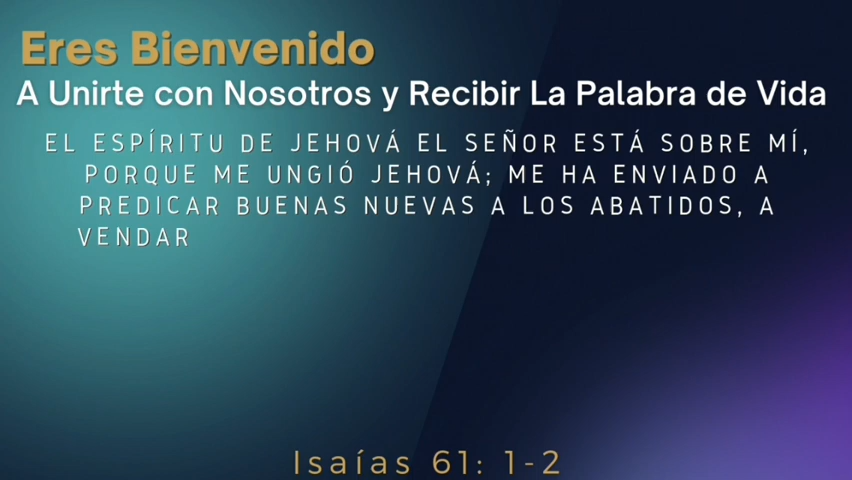 Eres Bienvenido
A Unirte con Nosotros y Recibir La Palabra de Vida
EL ESPÍRITU DE JEHOVÁ EL SEÑOR ESTÁ SOBRE MÍ,
PORQUE ME UNGIÓ JEHOVÁ; ME HA ENVIADO A
PREDICAR BUENAS NUEVAS A LOS ABATIDOS, A
VENDAR
Isaías 61: 1-2